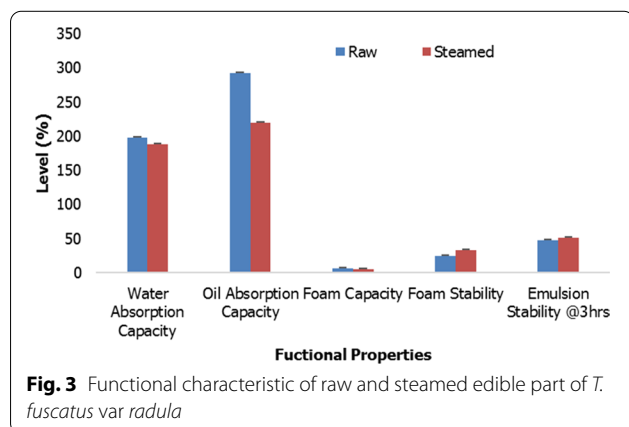 350
300
250
200
150
100
50
0
Level (%)
Raw
Steamed
Water Absorption Capacity
Oil Absorption Capacity
Foam Capacity
Foam Stability
Emulsion Stability @3hrs
Fuctional Properties
Fig. 3 Functional characteristic of raw and steamed edible part of T.
fuscatus var radula